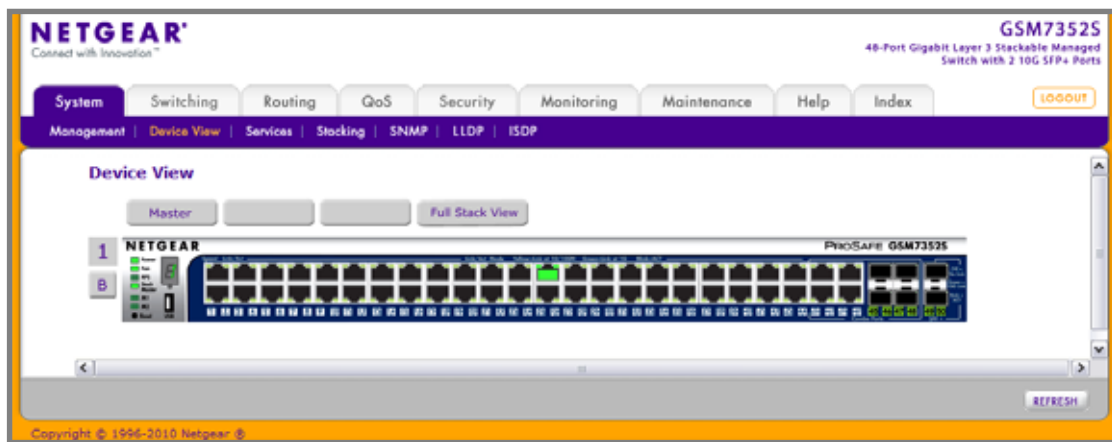 NETGEAR®
Connect with Innovation™
GSM7352S
48-Port Gigabit Layer 3 Stackable Managed
Switch with 2 10G SFP+ Ports
System Switching Routing QoS Security Monitoring Maintenance Help Index LOGOUT
Management | Device View | Services | Stacking | SNMP | LLDP | ISDP
Device View
Master Full Stack View
1 NETGEAR PROSAFE GSM7352S
B
REFRESH
Copyright © 1996-2010 Netgear ®